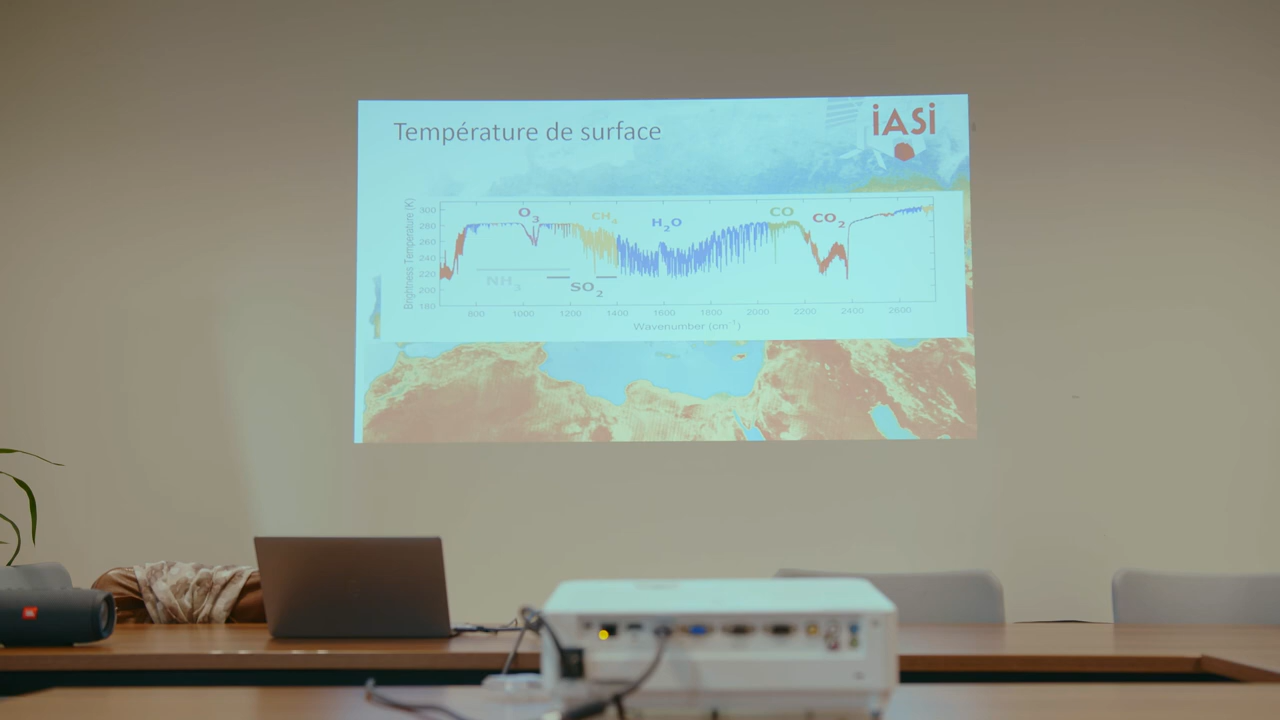 Température de surface
iASi
Brightness Temperature (K)
300
280
260
240
220
200
180
O3
CH4
H2O
CO
CO2
NH3
SO2
800 1000 1200 1400 1600 1800 2000 2200 2400 2600
Wavenumber (cm⁻¹)
JBL